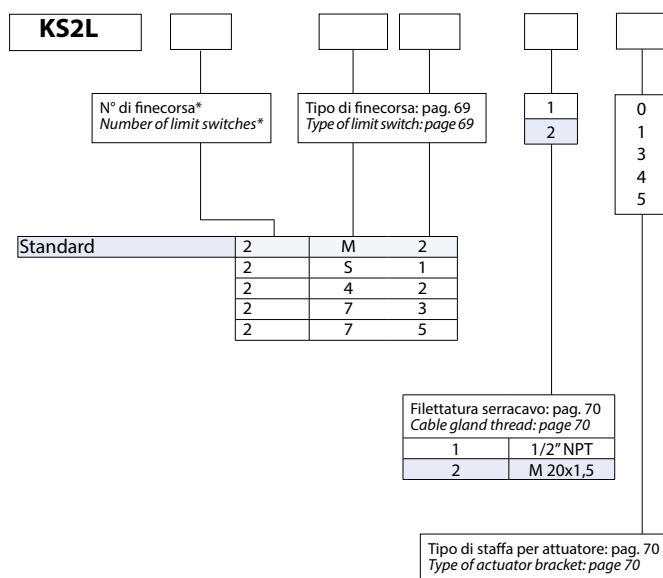 KS2L
N° di finecorsa*
Number of limit switches*
Tipo di finecorsa: pag. 69
Type of limit switch: page 69
1
2
0
1
3
4
5
Standard 2 M 2
2 S 1
2 4 2
2 7 3
2 7 5
Filettatura serracavo: pag. 70
Cable gland thread: page 70
1 1/2” NPT
2 M 20x1,5
Tipo di staffa per attuatore: pag. 70
Type of actuator bracket: page 70